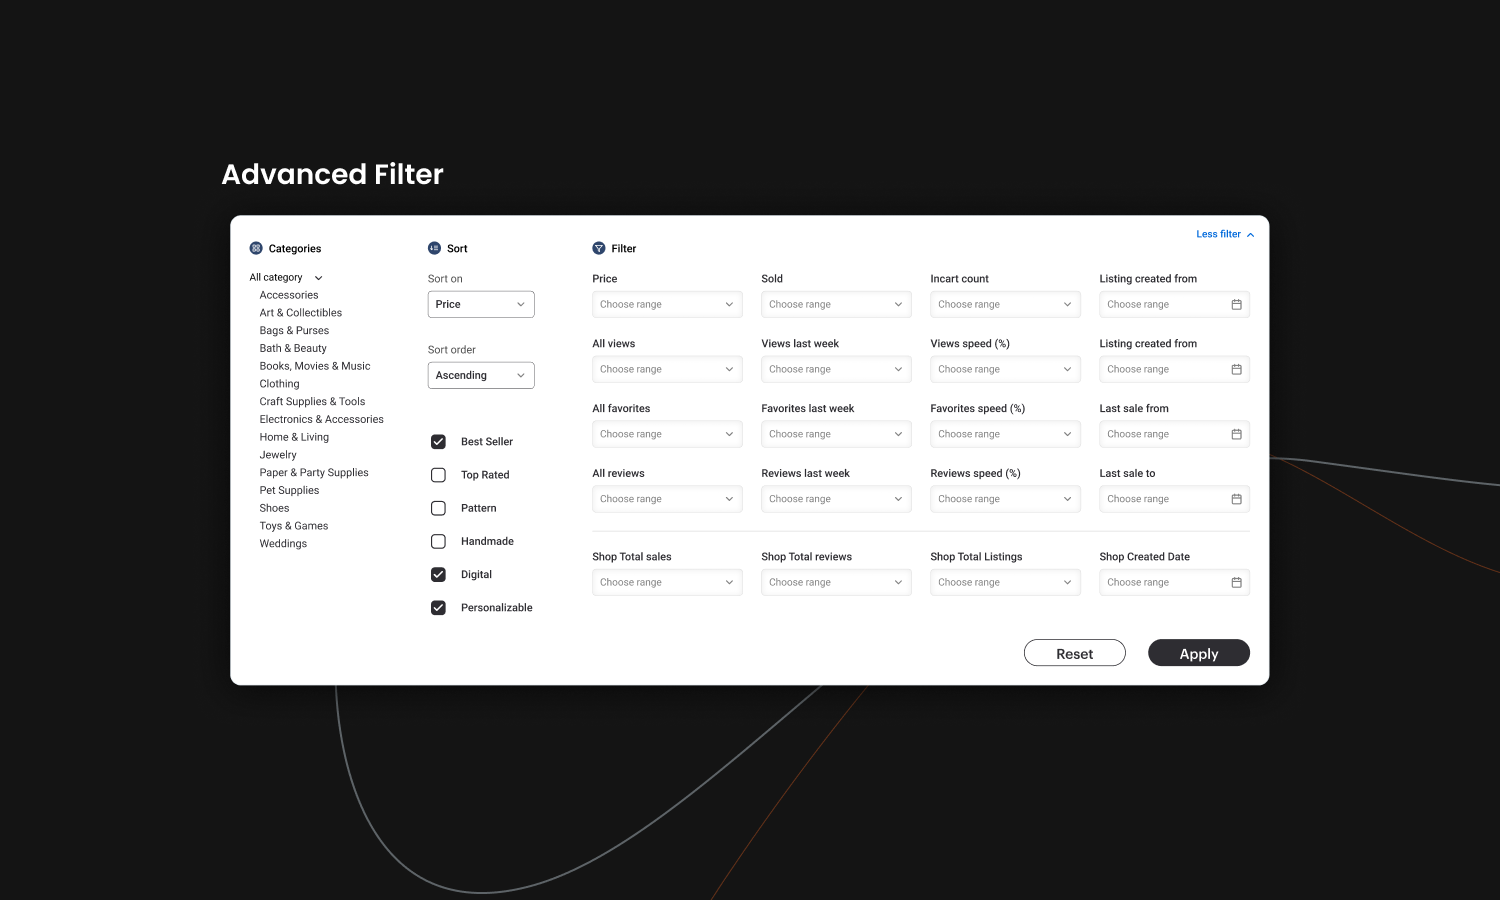 Advanced Filter
Less filter
Categories
All category
Accessories
Art & Collectibles
Bags & Purses
Bath & Beauty
Books, Movies & Music
Clothing
Craft Supplies & Tools
Electronics & Accessories
Home & Living
Jewelry
Paper & Party Supplies
Pet Supplies
Shoes
Toys & Games
Weddings
Sort
Sort on
Price
Sort order
Ascending
Best Seller
Top Rated
Pattern
Handmade
Digital
Personalizable
Filter
Price Sold Incart count Listing created from
Choose range Choose range Choose range Choose range
All views Views last week Views speed (%) Listing created from
Choose range Choose range Choose range Choose range
All favorites Favorites last week Favorites speed (%) Last sale from
Choose range Choose range Choose range Choose range
All reviews Reviews last week Reviews speed (%) Last sale to
Choose range Choose range Choose range Choose range
Shop Total sales Shop Total reviews Shop Total Listings Shop Created Date
Choose range Choose range Choose range Choose range
Reset Apply